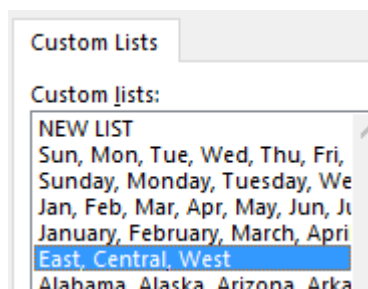 Custom Lists
Custom lists:
NEW LIST
Sun, Mon, Tue, Wed, Thu, Fri,
Sunday, Monday, Tuesday, We
Jan, Feb, Mar, Apr, May, Jun, Ju
January, February, March, Apri
East, Central, West
Alabama, Alaska, Arizona, Arka